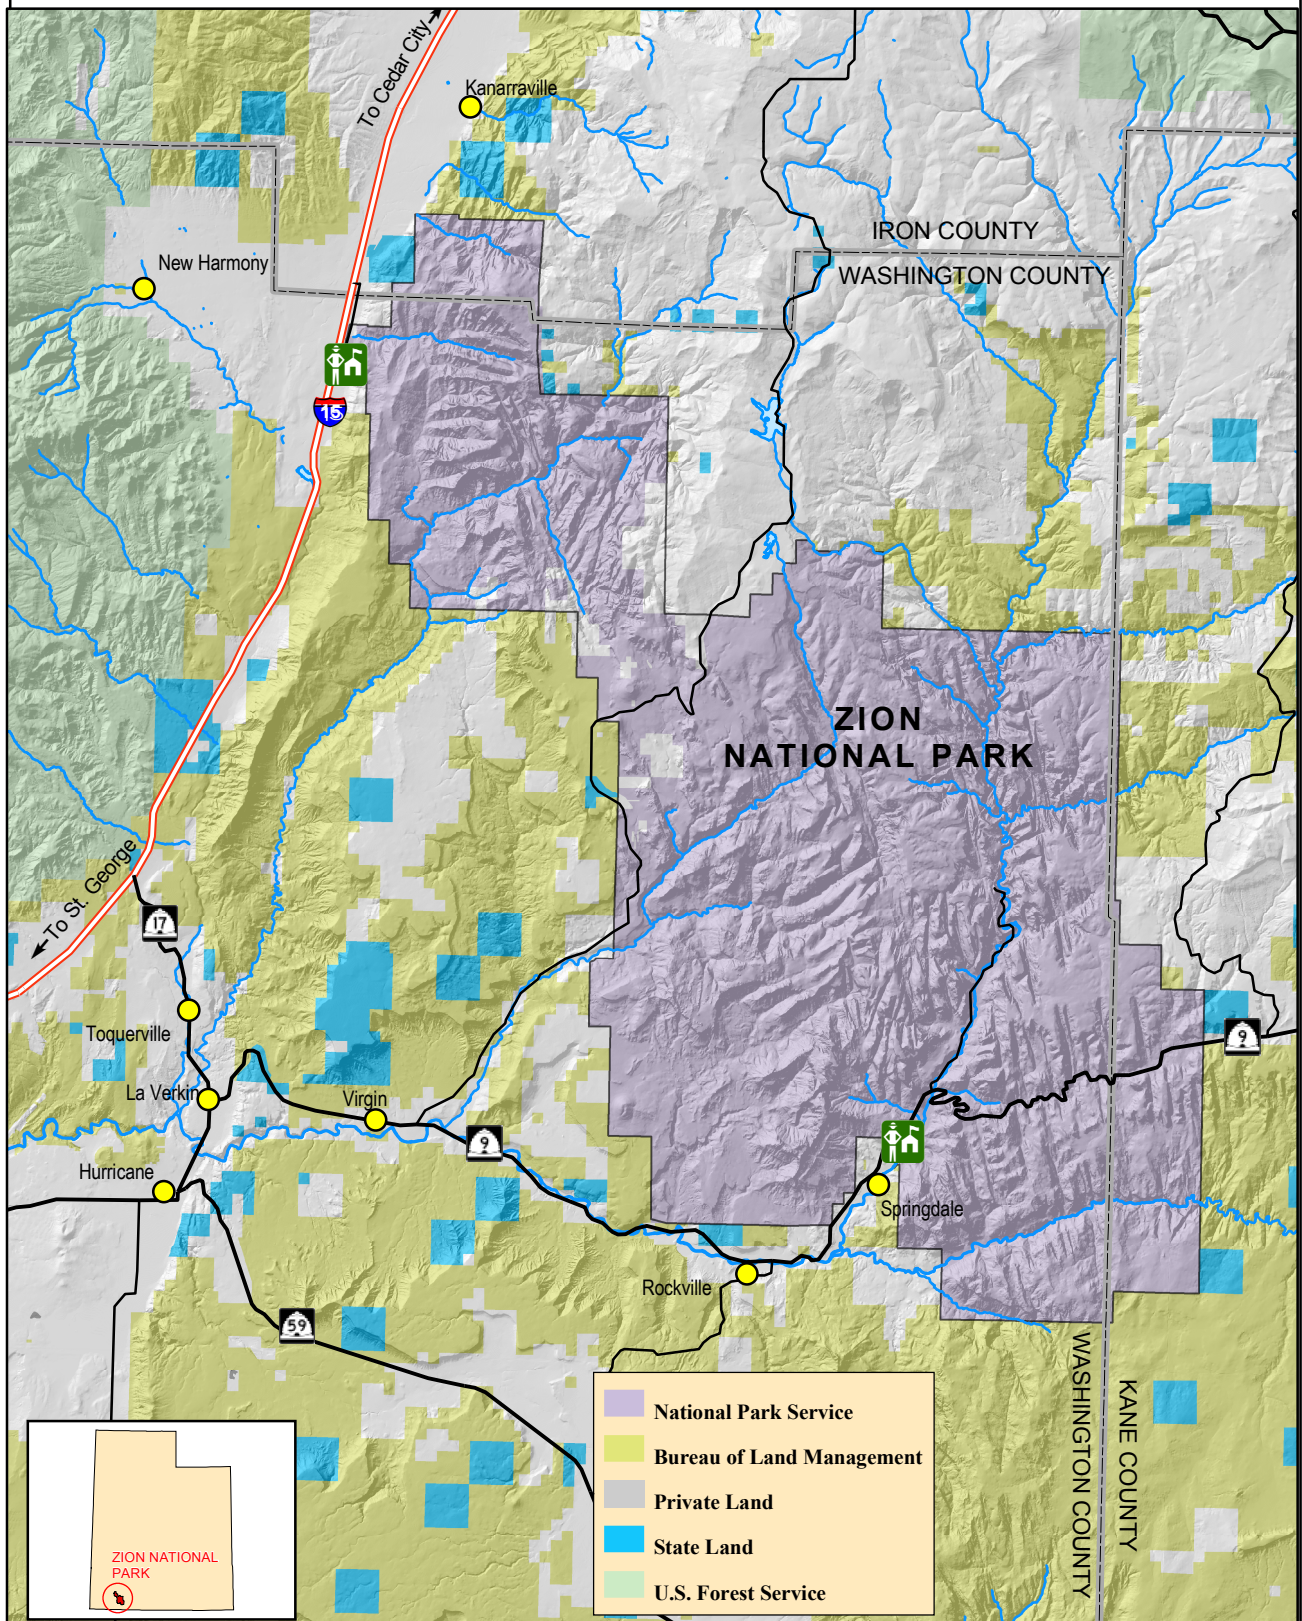 To Cedar City
Kanarraville
IRON COUNTY
WASHINGTON COUNTY
New Harmony
15
ZION
NATIONAL PARK
To St. George
17
Toquerville
9
La Verkin
Virgin
9
Hurricane
Springdale
Rockville
59
WASHINGTON COUNTY
KANE COUNTY
National Park Service
Bureau of Land Management
Private Land
State Land
U.S. Forest Service
ZION NATIONAL
PARK